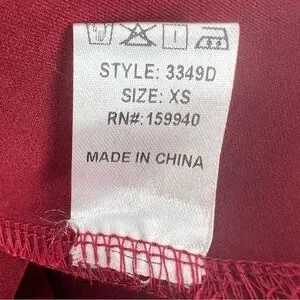 STYLE: 3349D
SIZE: XS
RN#: 159940
MADE IN CHINA